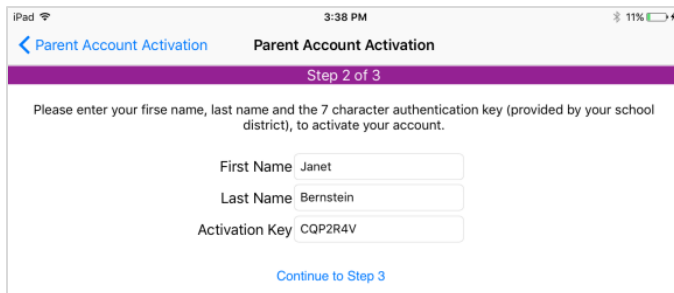 iPad 3:38 PM 11%
Parent Account Activation Parent Account Activation
Step 2 of 3
Please enter your firse name, last name and the 7 character authentication key (provided by your school
district), to activate your account.
First Name Janet
Last Name Bernstein
Activation Key CQP2R4V
Continue to Step 3